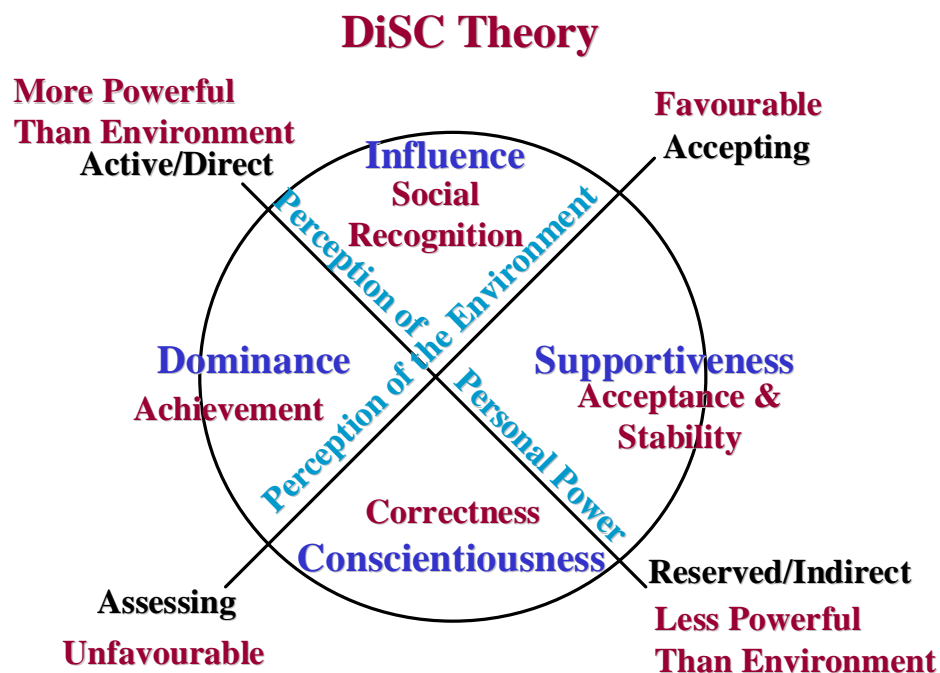 DiSC Theory
More Powerful
Than Environment
Active/Direct
Favourable
Accepting
Influence
Social
Recognition
Perception of
Personal Power
Perception of the Environment
Dominance
Achievement
Supportiveness
Acceptance &
Stability
Correctness
Conscientiousness
Assessing
Unfavourable
Reserved/Indirect
Less Powerful
Than Environment